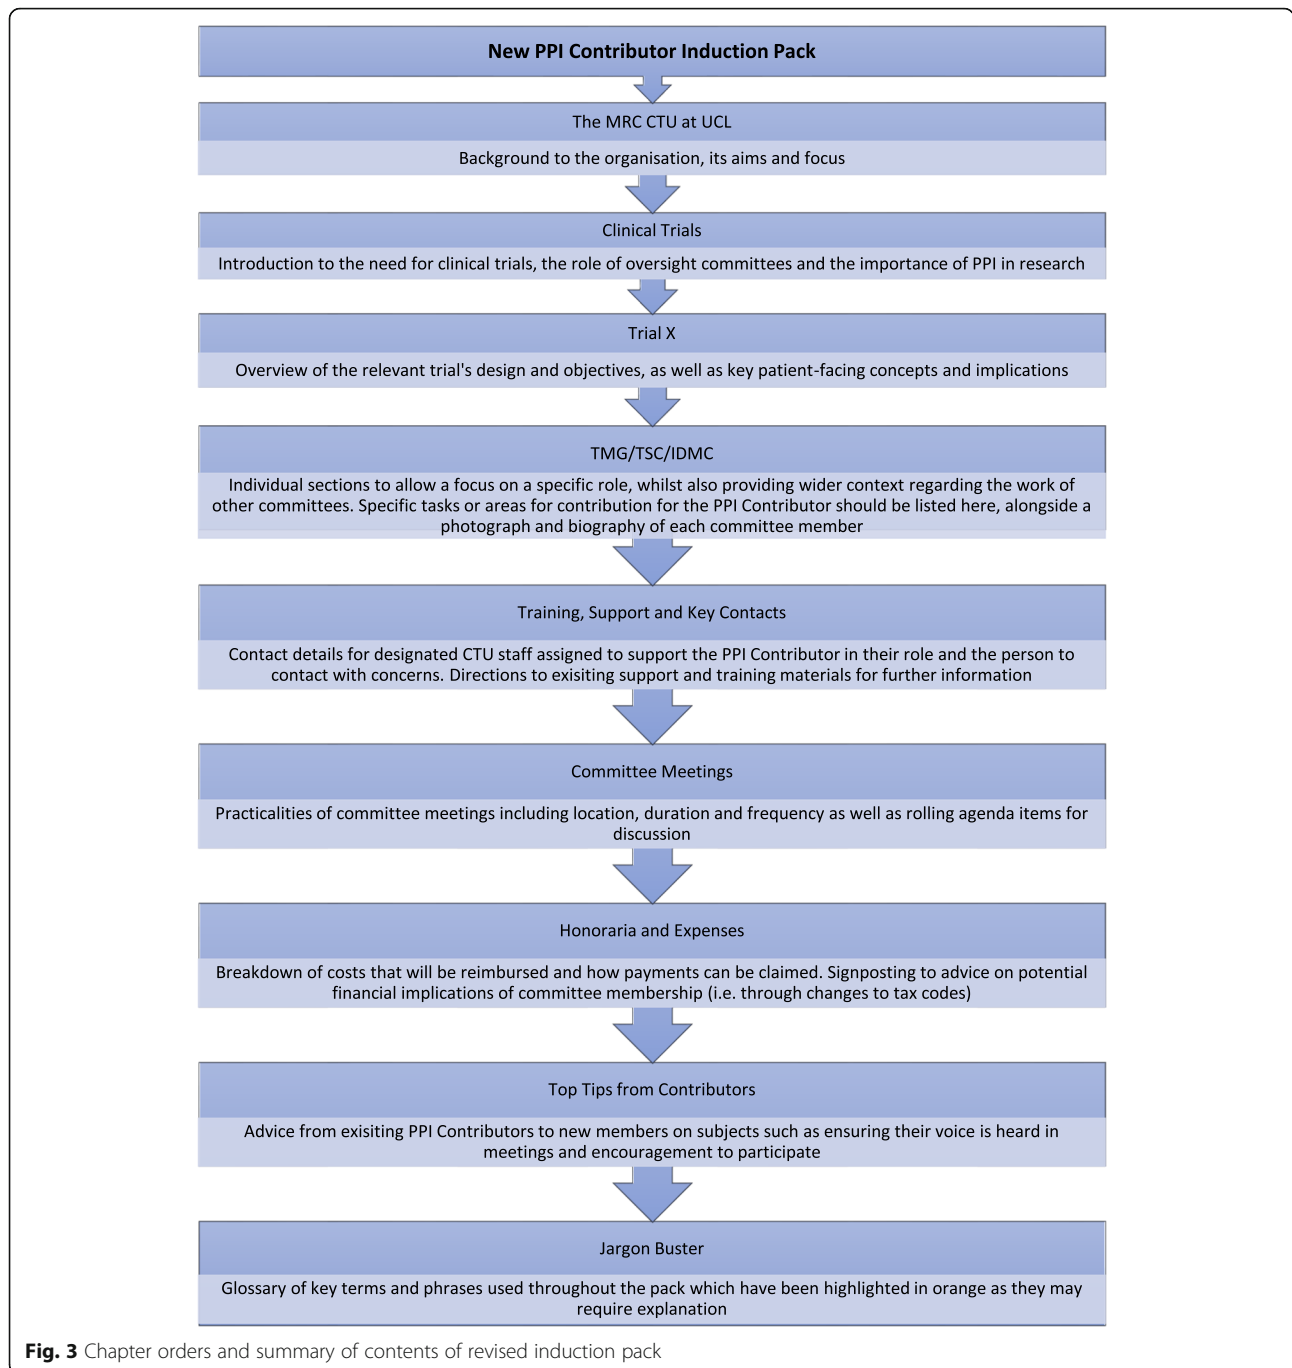 New PPI Contributor Induction Pack
The MRC CTU at UCL
Background to the organisation, its aims and focus
Clinical Trials
Introduction to the need for clinical trials, the role of oversight committees and the importance of PPI in research
Trial X
Overview of the relevant trial's design and objectives, as well as key patient-facing concepts and implications
TMG/TSC/IDMC
Individual sections to allow a focus on a specific role, whilst also providing wider context regarding the work of
other committees. Specific tasks or areas for contribution for the PPI Contributor should be listed here, alongside a
photograph and biography of each committee member
Training, Support and Key Contacts
Contact details for designated CTU staff assigned to support the PPI Contributor in their role and the person to
contact with concerns. Directions to exisiting support and training materials for further information
Committee Meetings
Practicalities of committee meetings including location, duration and frequency as well as rolling agenda items for
discussion
Honoraria and Expenses
Breakdown of costs that will be reimbursed and how payments can be claimed. Signposting to advice on potential
financial implications of committee membership (i.e. through changes to tax codes)
Top Tips from Contributors
Advice from exisiting PPI Contributors to new members on subjects such as ensuring their voice is heard in
meetings and encouragement to participate
Jargon Buster
Glossary of key terms and phrases used throughout the pack which have been highlighted in orange as they may
require explanation
Fig. 3 Chapter orders and summary of contents of revised induction pack